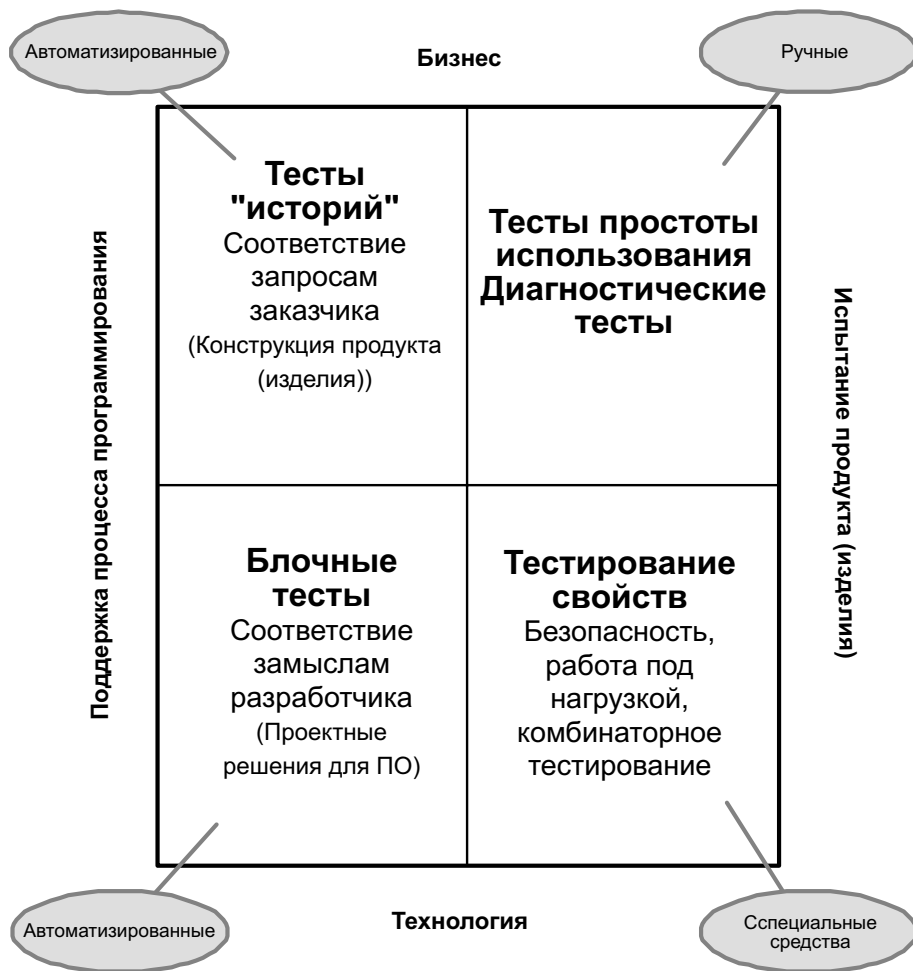 Автоматизированные
Бизнес
Ручные
Тесты
"историй"
Соответствие
запросам
заказчика
(Конструкция продукта
(изделия))
Тесты простоты
использования
Диагностические
тесты
Поддержка процесса программирования
Испытание продукта (изделия)
Блочные
тесты
Соответствие
замыслам
разработчика
(Проектные
решения для ПО)
Тестирование
свойств
Безопасность,
работа под
нагрузкой,
комбинаторное
тестирование
Автоматизированные
Технология
Сспециальные
средства